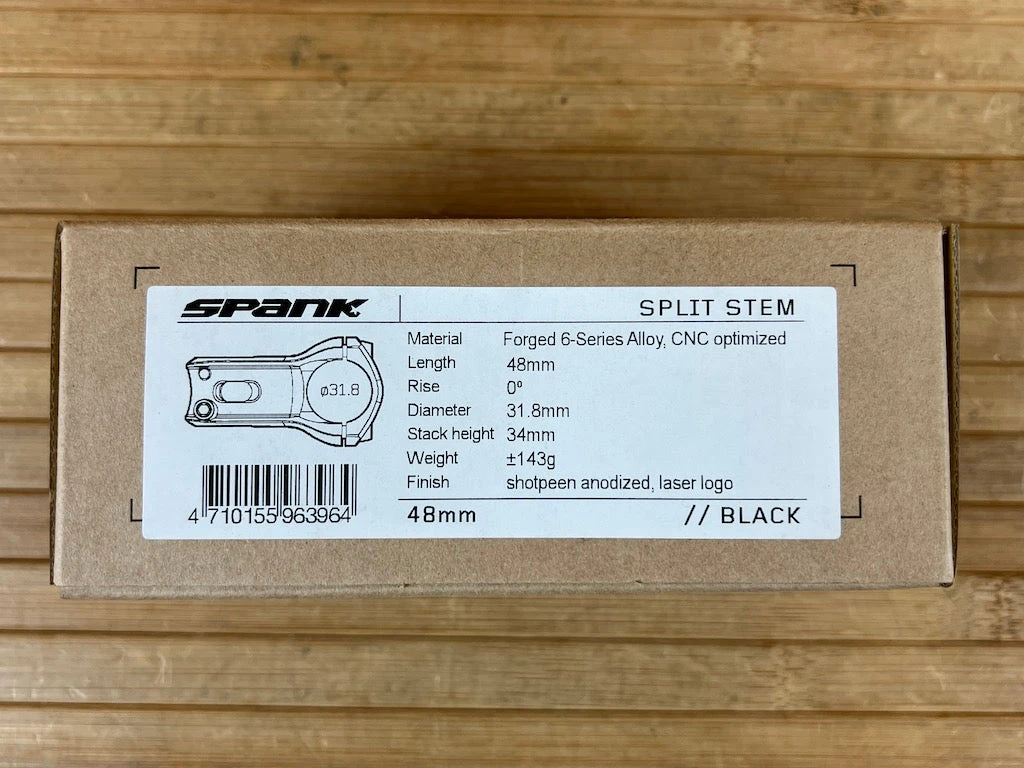 SPANK
SPLIT STEM
Material Forged 6-Series Alloy, CNC optimized
Length 48mm
Rise 0º
Diameter 31.8mm
Stack height 34mm
Weight ±143g
Finish shotpeen anodized, laser logo
ø31.8
4 710155 963964
48mm // BLACK